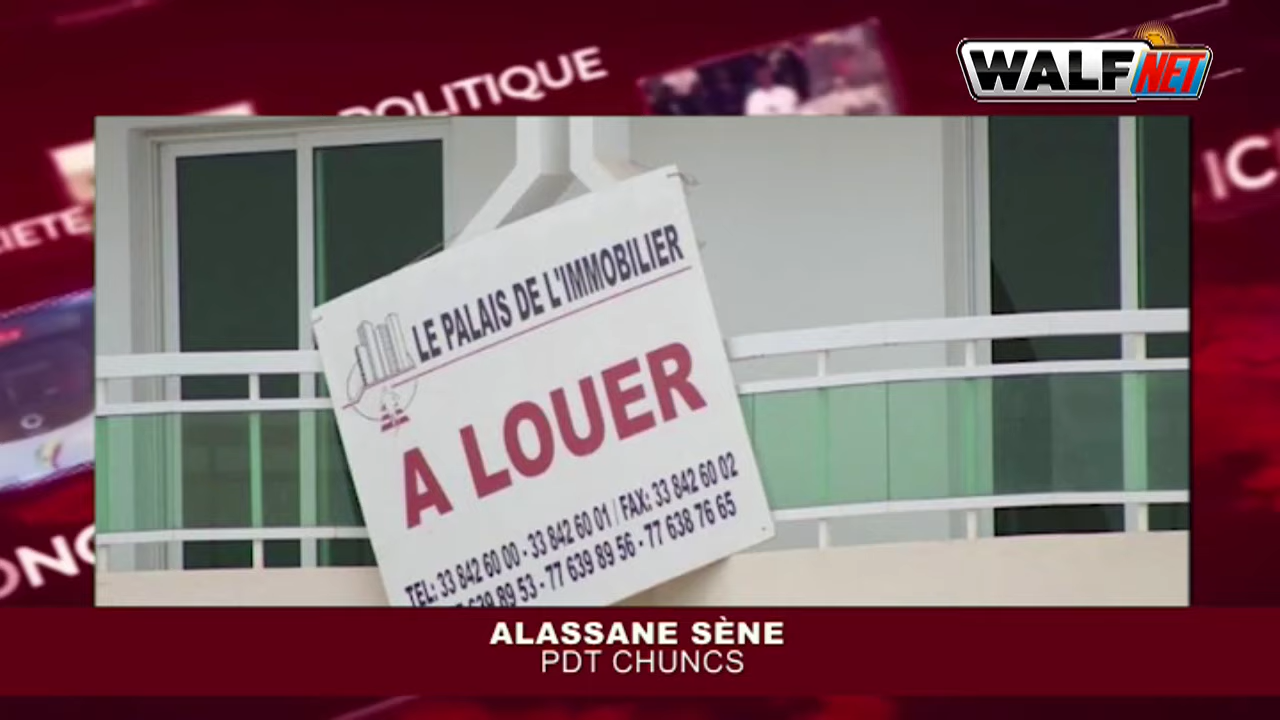 WALF NET
POLITIQUE
LE PALAIS DE L'IMMOBILIER
A LOUER
TEL: 33 842 60 00 - 33 842 60 01 / FAX: 33 842 60 02
639 89 53 - 77 639 89 56 - 77 638 76 65
ALASSANE SÈNE
PDT CHUNCS